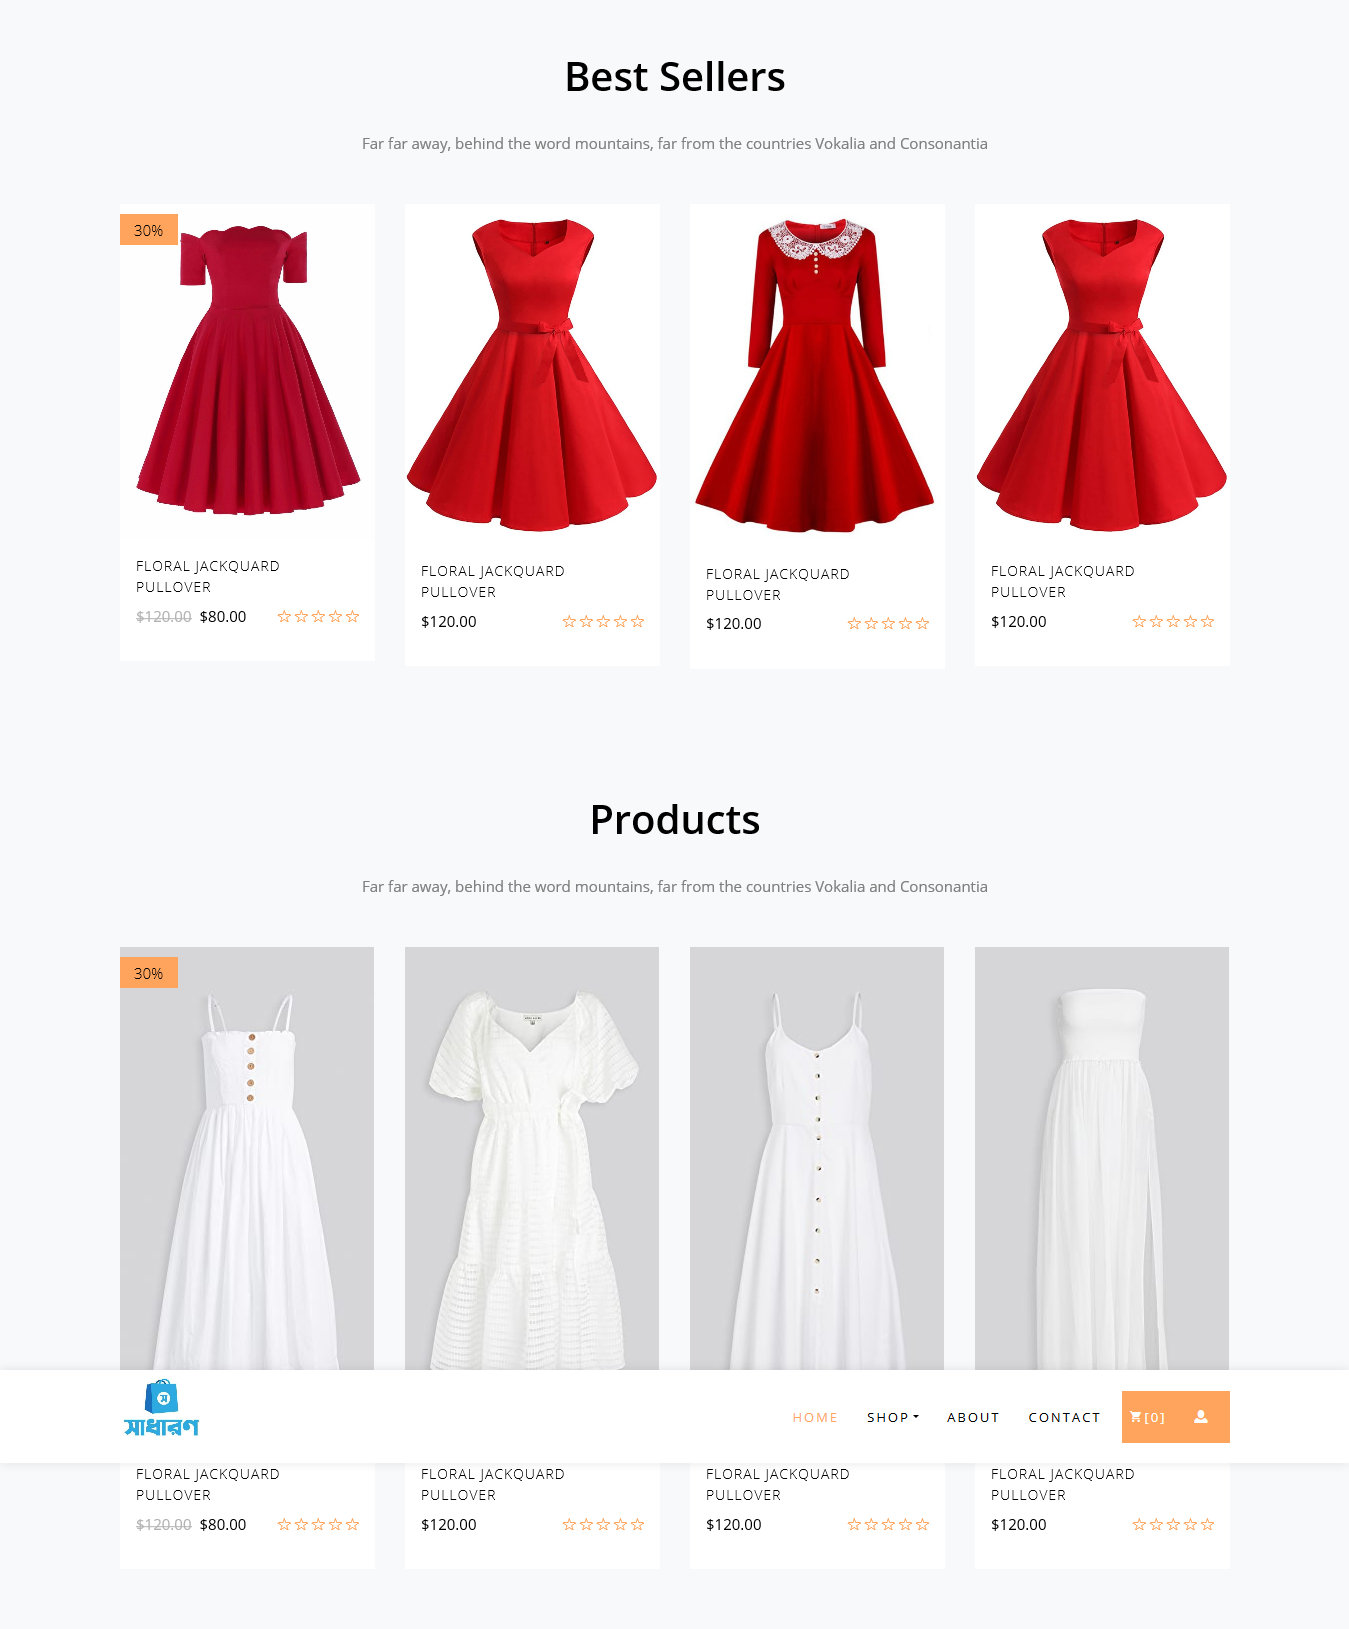 Best Sellers
Far far away, behind the word mountains, far from the countries Vokalia and Consonantia
30%
FLORAL JACKQUARD
PULLOVER
$120.00 $80.00
FLORAL JACKQUARD
PULLOVER
$120.00
FLORAL JACKQUARD
PULLOVER
$120.00
FLORAL JACKQUARD
PULLOVER
$120.00
Products
Far far away, behind the word mountains, far from the countries Vokalia and Consonantia
30%
সাধারণ
HOME SHOP ABOUT CONTACT [0]
FLORAL JACKQUARD
PULLOVER
$120.00 $80.00
FLORAL JACKQUARD
PULLOVER
$120.00
FLORAL JACKQUARD
PULLOVER
$120.00
FLORAL JACKQUARD
PULLOVER
$120.00